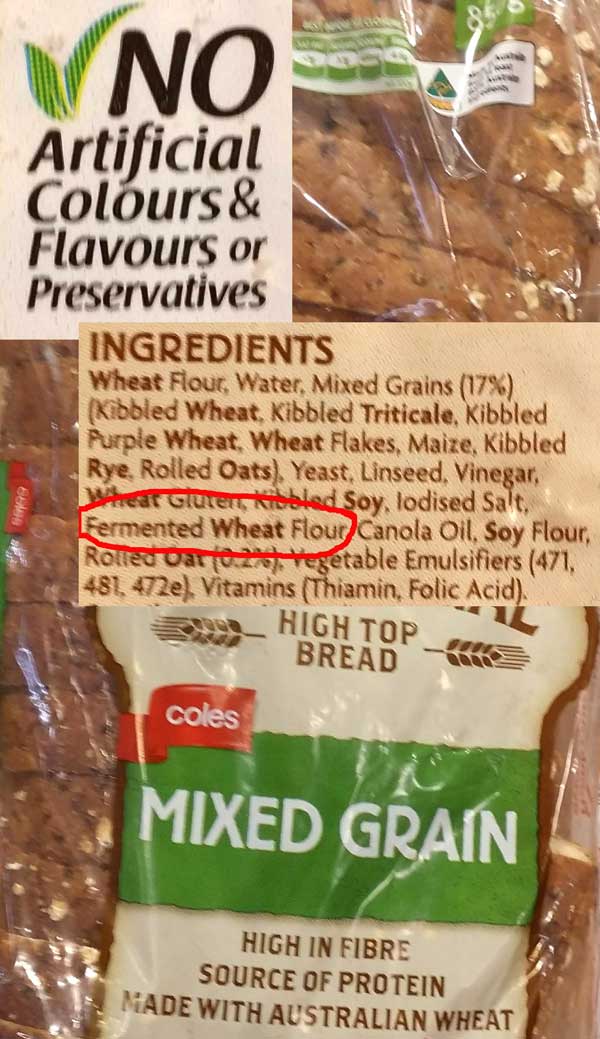 NO
Artificial
Colours &
Flavours or
Preservatives
85%
INGREDIENTS
Wheat Flour, Water, Mixed Grains (17%)
(Kibbled Wheat, Kibbled Triticale, Kibbled
Purple Wheat, Wheat Flakes, Maize, Kibbled
Rye, Rolled Oats), Yeast, Linseed, Vinegar,
Wheat Gluten, Kibbled Soy, Iodised Salt,
Fermented Wheat Flour, Canola Oil, Soy Flour,
Rolled Oat (0.2%), Vegetable Emulsifiers (471,
481, 472e), Vitamins (Thiamin, Folic Acid).
coles
HIGH TOP
BREAD
coles
MIXED GRAIN
HIGH IN FIBRE
SOURCE OF PROTEIN
MADE WITH AUSTRALIAN WHEAT